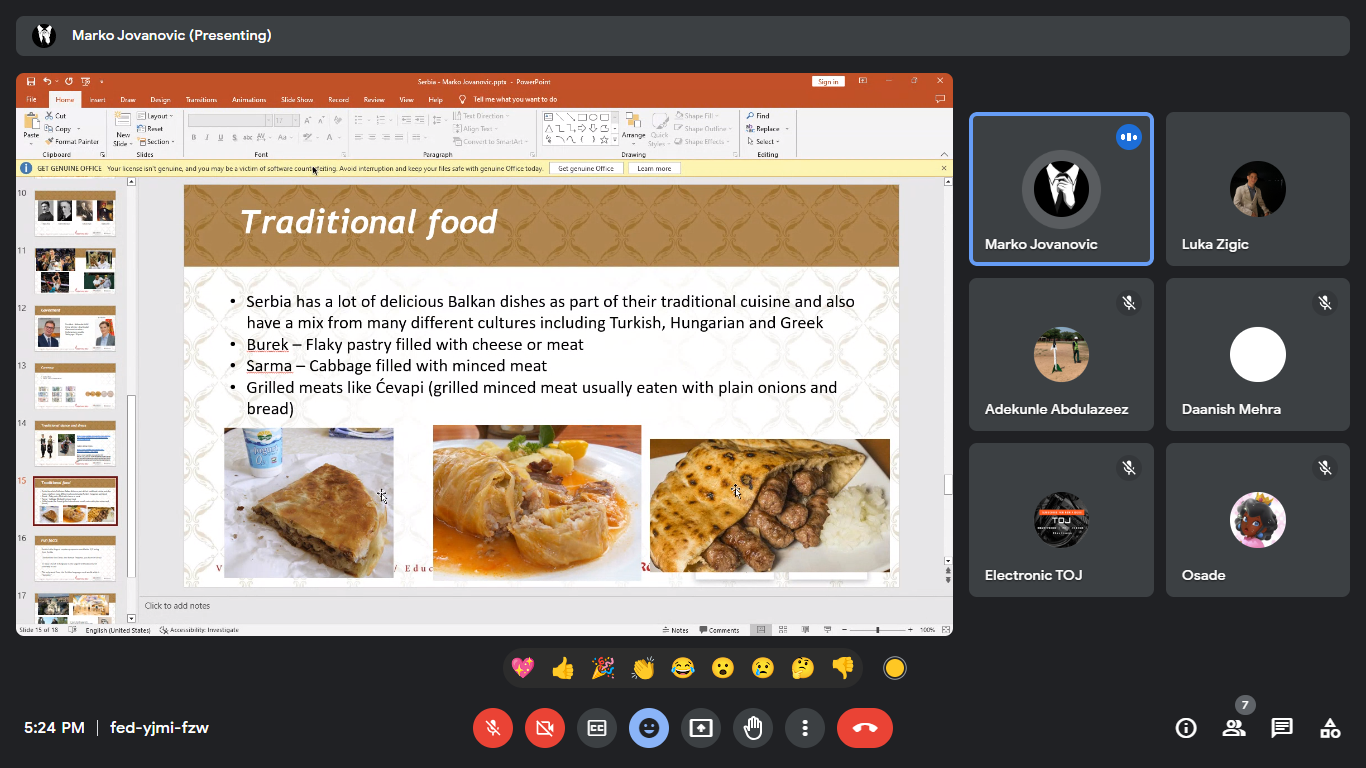 Marko Jovanovic (Presenting)
Serbia - Marko Jovanovic.pptx - PowerPoint
Sign in
File Home Insert Draw Design Transitions Animations Slide Show Record Review View Help Tell me what you want to do
Paste
Cut
Copy
Format Painter
Clipboard
New Slide
Layout
Reset
Section
Slides
12
Font
Text Direction
Align Text
Convert to SmartArt
Paragraph
Arrange
Quick Styles
Shape Fill
Shape Outline
Shape Effects
Drawing
Find
Replace
Select
Editing
GET GENUINE OFFICE Your license isn't genuine, and you may be a victim of software counterfeiting. Avoid interruption and keep your files safe with genuine Office today. Get genuine Office Learn more
10
11
12
13
14
15
16
17
Traditional food
• Serbia has a lot of delicious Balkan dishes as part of their traditional cuisine and also
have a mix from many different cultures including Turkish, Hungarian and Greek
• Burek – Flaky pastry filled with cheese or meat
• Sarma – Cabbage filled with minced meat
• Grilled meats like Ćevapi (grilled minced meat usually eaten with plain onions and
bread)
V / Educ
Click to add notes
Slide 15 of 18 English (United States) Accessibility: Investigate Notes Comments 100%
Marko Jovanovic
Luka Zigic
Adekunle Abdulazeez
Daanish Mehra
TOJ
Electronic TOJ
Osade
5:24 PM | fed-yjmi-fzw
CC
7